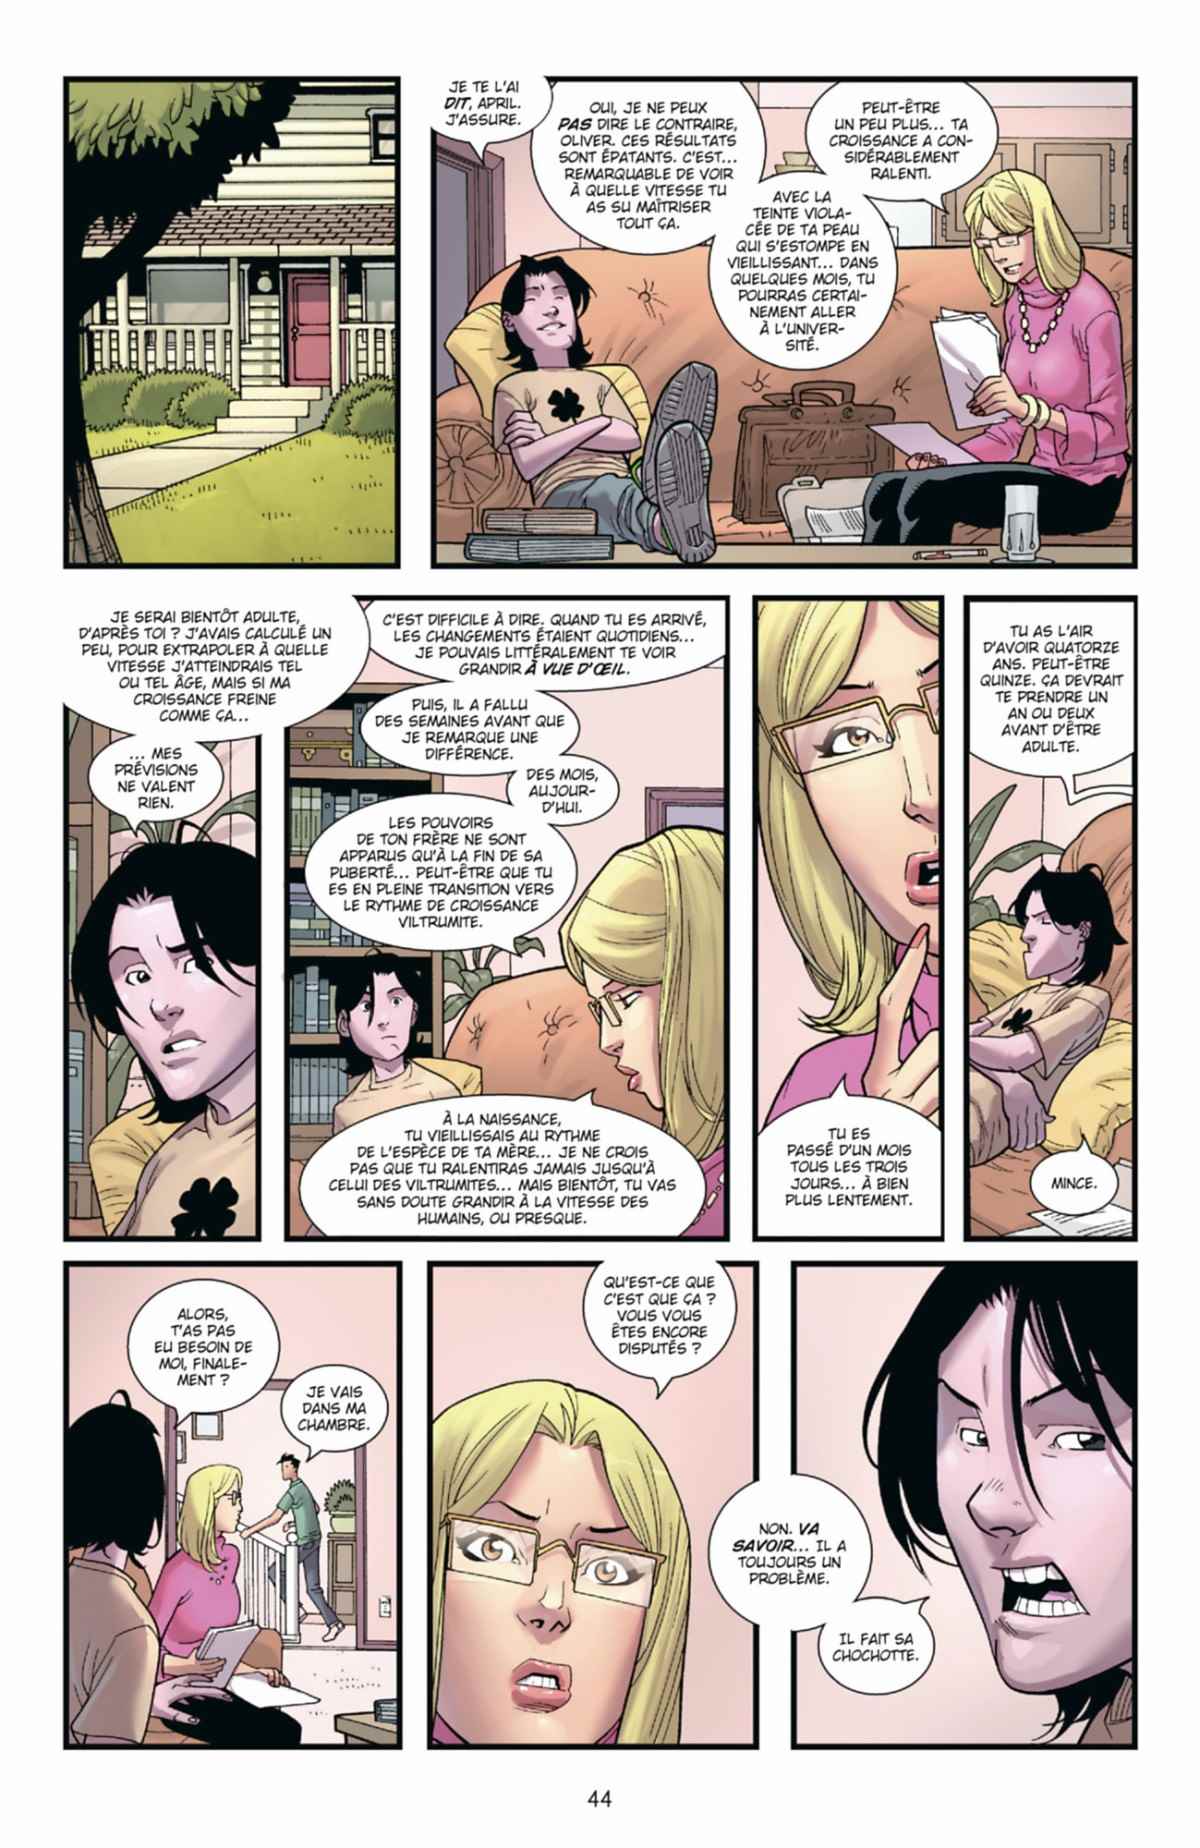 JE TE L'AI
DIT, APRIL.
J'ASSURE.
OUI, JE NE PEUX
PAS DIRE LE CONTRAIRE,
OLIVER. CES RÉSULTATS
SONT ÉPATANTS. C'EST...
REMARQUABLE DE VOIR
À QUELLE VITESSE TU
AS SU MAÎTRISER
TOUT ÇA.
AVEC LA
TEINTE VIOLA-
CÉE DE TA PEAU
QUI S'ESTOMPE EN
VIEILLISSANT... DANS
QUELQUES MOIS, TU
POURRAS CERTAI-
NEMENT ALLER
À L'UNIVER-
SITÉ.
PEUT-ÊTRE
UN PEU PLUS... TA
CROISSANCE A CON-
SIDÉRABLEMENT
RALENTI.
JE SERAI BIENTÔT ADULTE,
D'APRÈS TOI ? J'AVAIS CALCULÉ UN
PEU, POUR EXTRAPOLER À QUELLE
VITESSE J'ATTEINDRAIS TEL
OU TEL ÂGE, MAIS SI MA
CROISSANCE FREINE
COMME ÇA...
... MES
PRÉVISIONS
NE VALENT
RIEN.
C'EST DIFFICILE À DIRE. QUAND TU ES ARRIVÉ,
LES CHANGEMENTS ÉTAIENT QUOTIDIENS...
JE POUVAIS LITTÉRALEMENT TE VOIR
GRANDIR À VUE D'ŒIL.
PUIS, IL A FALLU
DES SEMAINES AVANT QUE
JE REMARQUE UNE
DIFFÉRENCE.
DES MOIS,
AUJOUR-
D'HUI.
LES POUVOIRS
DE TON FRÈRE NE SONT
APPARUS QU'À LA FIN DE SA
PUBERTÉ... PEUT-ÊTRE QUE TU
ES EN PLEINE TRANSITION VERS
LE RYTHME DE CROISSANCE
VILTRUMITE.
À LA NAISSANCE,
TU VIEILLISSAIS AU RYTHME
DE L'ESPÈCE DE TA MÈRE... JE NE CROIS
PAS QUE TU RALENTIRAS JAMAIS JUSQU'À
CELUI DES VILTRUMITES... MAIS BIENTÔT, TU VAS
SANS DOUTE GRANDIR À LA VITESSE DES
HUMAINS, OU PRESQUE.
TU ES
PASSÉ D'UN MOIS
TOUS LES TROIS
JOURS... À BIEN
PLUS LENTEMENT.
TU AS L'AIR
D'AVOIR QUATORZE
ANS. PEUT-ÊTRE
QUINZE. ÇA DEVRAIT
TE PRENDRE UN
AN OU DEUX
AVANT D'ÊTRE
ADULTE.
MINCE.
ALORS,
T'AS PAS
EU BESOIN DE
MOI, FINALE-
MENT ?
JE VAIS
DANS MA
CHAMBRE.
QU'EST-CE QUE
C'EST QUE ÇA ?
VOUS VOUS
ÊTES ENCORE
DISPUTÉS ?
NON. VA
SAVOIR... IL A
TOUJOURS UN
PROBLÈME.
IL FAIT SA
CHOCHOTTE.
44